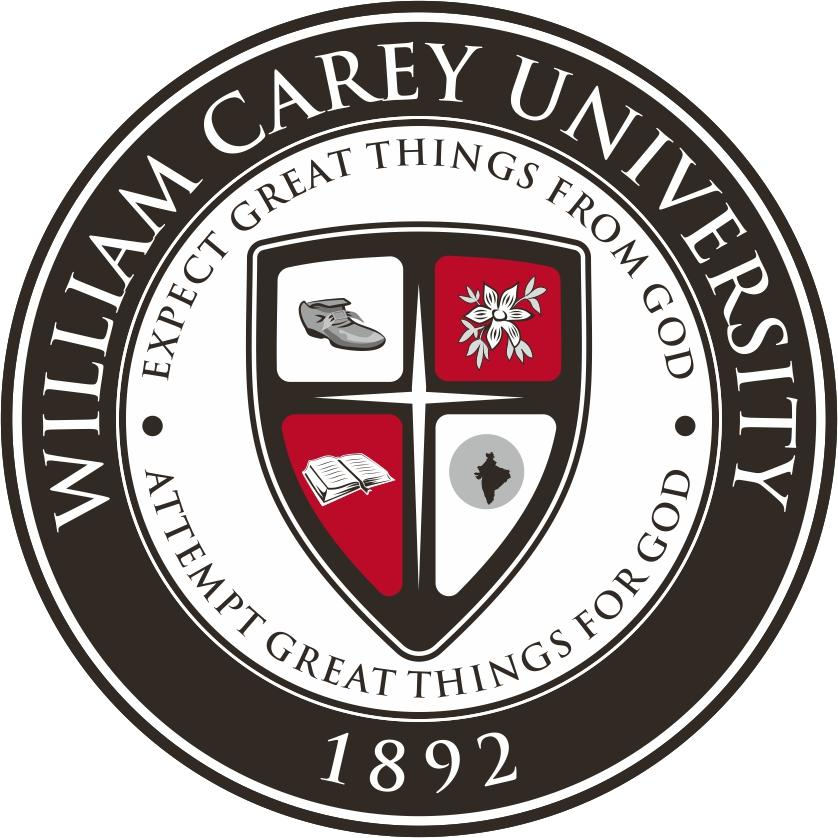 WILLIAM CAREY UNIVERSITY
EXPECT GREAT THINGS FROM GOD
ATTEMPT GREAT THINGS FOR GOD
1892